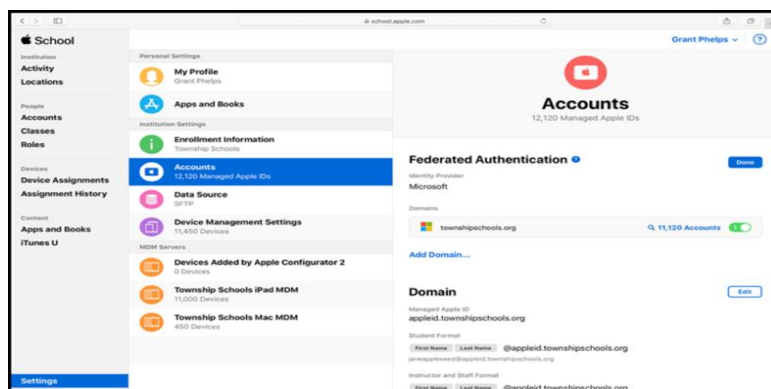 school.apple.com
School
Grant Phelps
Institution
Activity
Locations
People
Accounts
Classes
Roles
Devices
Device Assignments
Assignment History
Content
Apps and Books
iTunes U
Settings
Personal Settings
My Profile
Grant Phelps
Apps and Books
Institution Settings
Enrollment Information
Township Schools
Accounts
12,120 Managed Apple IDs
Data Source
SFTP
Device Management Settings
11,450 Devices
MDM Servers
Devices Added by Apple Configurator 2
0 Devices
Township Schools iPad MDM
11,000 Devices
Township Schools Mac MDM
450 Devices
Accounts
12,120 Managed Apple IDs
Federated Authentication
Done
Identity Provider
Microsoft
Domains
townshipschools.org 11,120 Accounts
Add Domain...
Domain
Edit
Managed Apple ID
appleid.townshipschools.org
Student Format
First Name Last Name @appleid.townshipschools.org
janeappleseed@appleid.townshipschools.org
Instructor and Staff Format
First Name Last Name @appleid.townshipschools.org